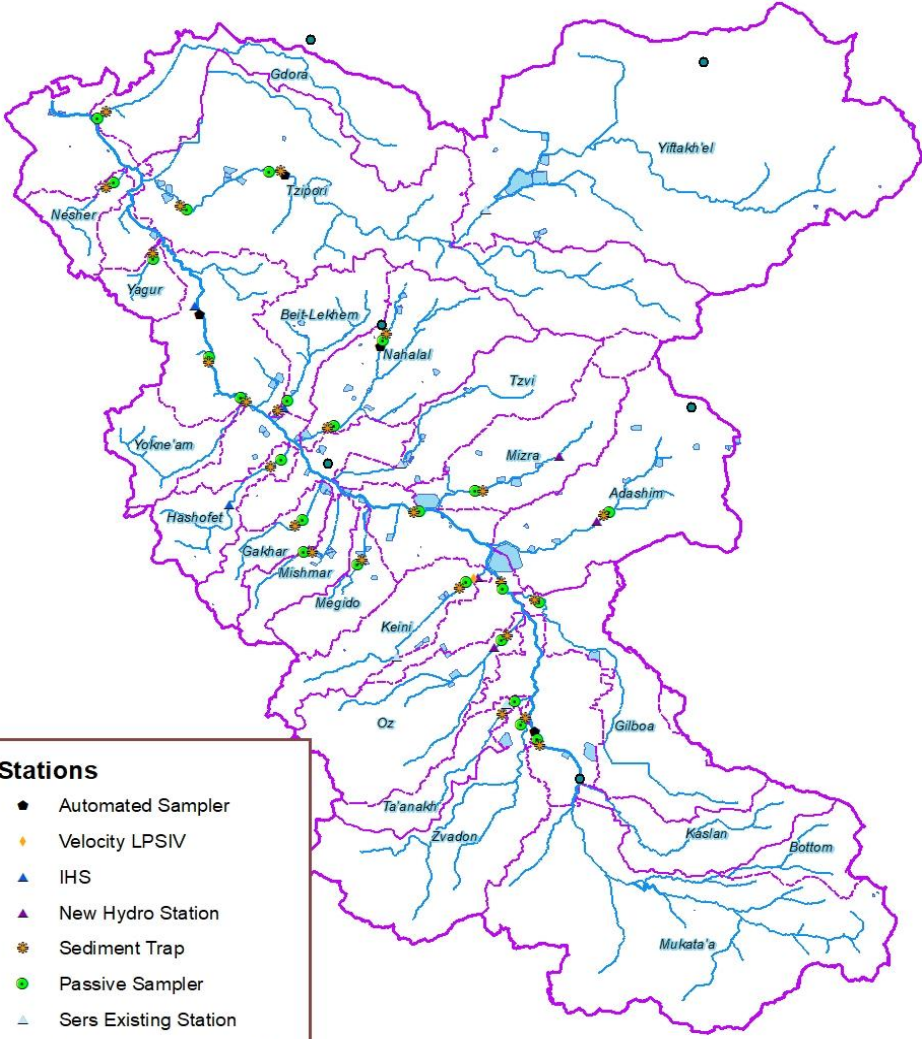 Gdora
Yiftakh'el
Tzipori
Nesher
Yagur
Beit-Lekhem
Nahalal
Tzvi
Yokne'am
Mizra
Adashim
Hashofet
Gakhar
Mishmar
Megido
Keini
Oz
Gilboa
Ta'anakh
Zvadon
Kaslan
Bottom
Mukata'a
Stations
Automated Sampler
Velocity LPSIV
IHS
New Hydro Station
Sediment Trap
Passive Sampler
Sers Existing Station